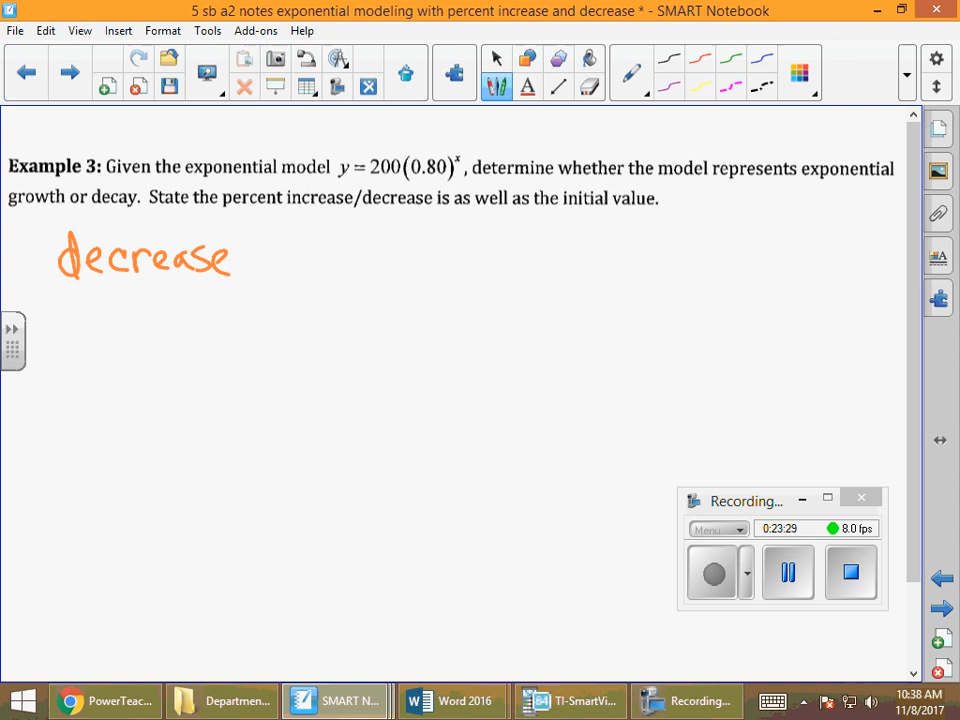 5 sb a2 notes exponential modeling with percent increase and decrease * - SMART Notebook
File Edit View Insert Format Tools Add-ons Help
Example 3: Given the exponential model y = 200(0.80)^x, determine whether the model represents exponential
growth or decay. State the percent increase/decrease is as well as the initial value.
decrease
Recording...
Menu 0:23:29 8.0 fps
PowerTeac... Departmen... SMART N... Word 2016 TI-SmartVi... Recording... 10:38 AM
11/8/2017